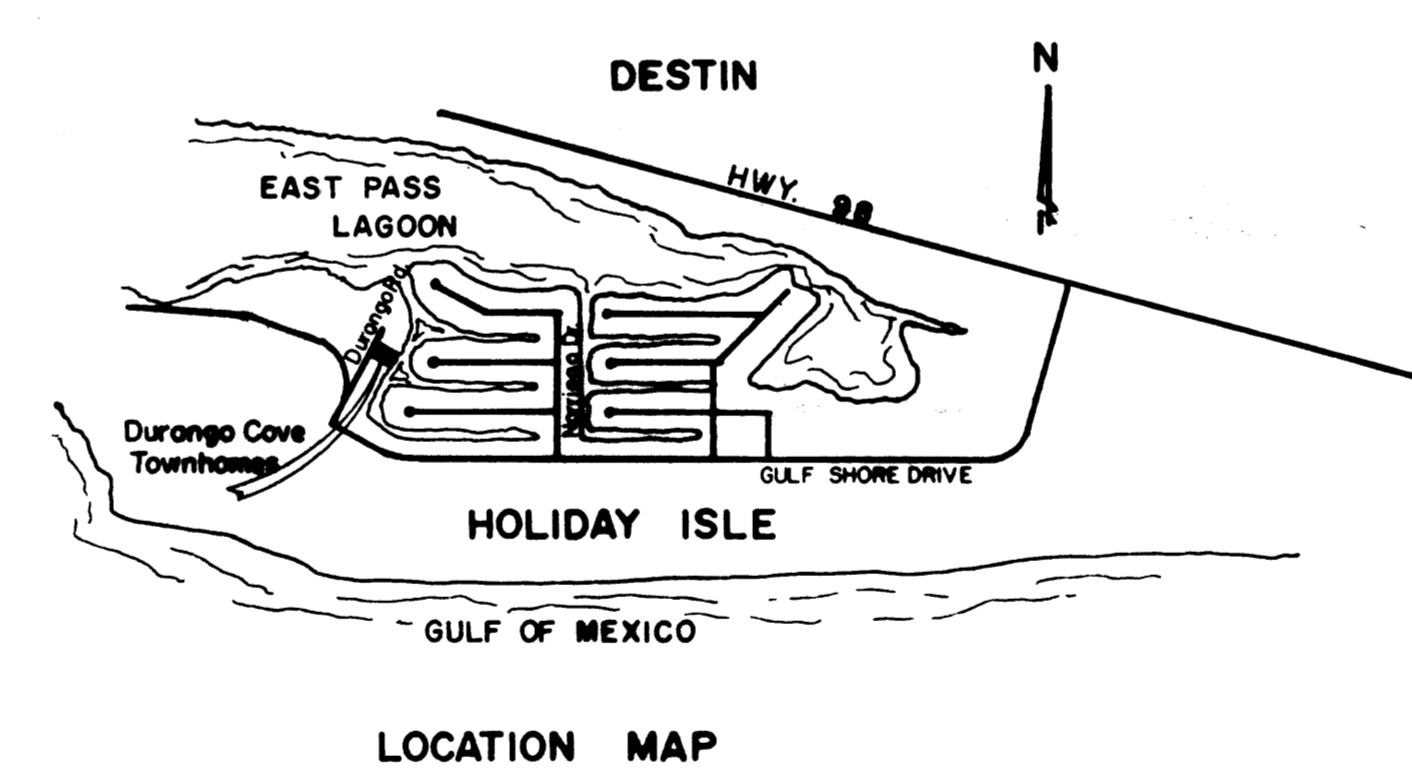 DESTIN
N
HWY. 98
EAST PASS
LAGOON
Durango Rd.
Durango Cove
Townhomes
GULF SHORE DRIVE
HOLIDAY ISLE
GULF OF MEXICO
LOCATION MAP